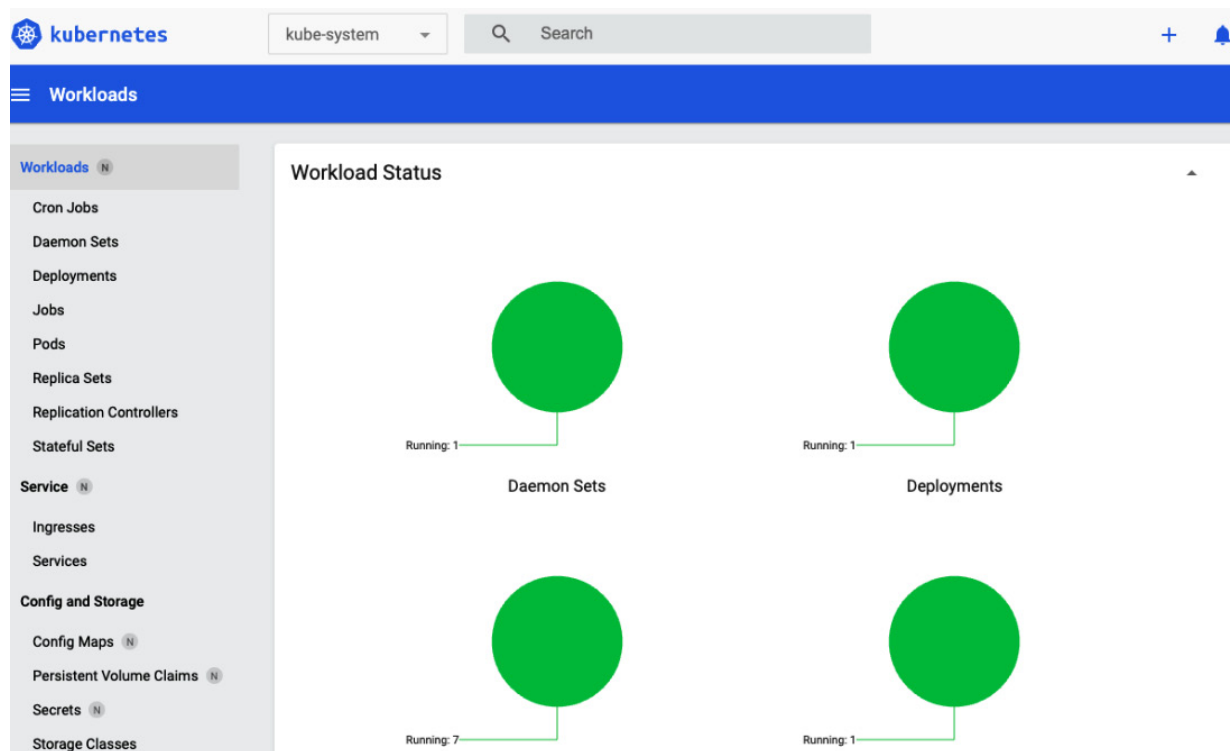 kubernetes
kube-system
Search
Workloads
Workloads N
Cron Jobs
Daemon Sets
Deployments
Jobs
Pods
Replica Sets
Replication Controllers
Stateful Sets
Service N
Ingresses
Services
Config and Storage
Config Maps N
Persistent Volume Claims N
Secrets N
Storage Classes
Workload Status
Running: 1
Daemon Sets
Running: 1
Deployments
Running: 7
Running: 1